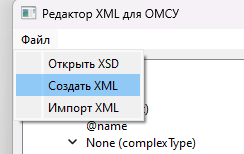 Редактор XML для ОМСУ
Файл
Открыть XSD
Создать XML
Импорт XML
@name
None (complexType)